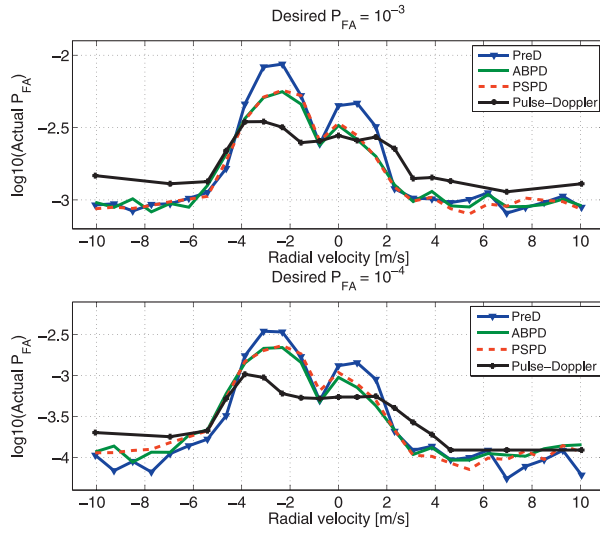 Desired P_FA = 10^−3
log10(Actual P_FA)
−2
−2.5
−3
PreD
ABPD
PSPD
Pulse−Doppler
−10 −8 −6 −4 −2 0 2 4 6 8 10
Radial velocity [m/s]
Desired P_FA = 10^−4
log10(Actual P_FA)
−2.5
−3
−3.5
−4
PreD
ABPD
PSPD
Pulse−Doppler
−10 −8 −6 −4 −2 0 2 4 6 8 10
Radial velocity [m/s]